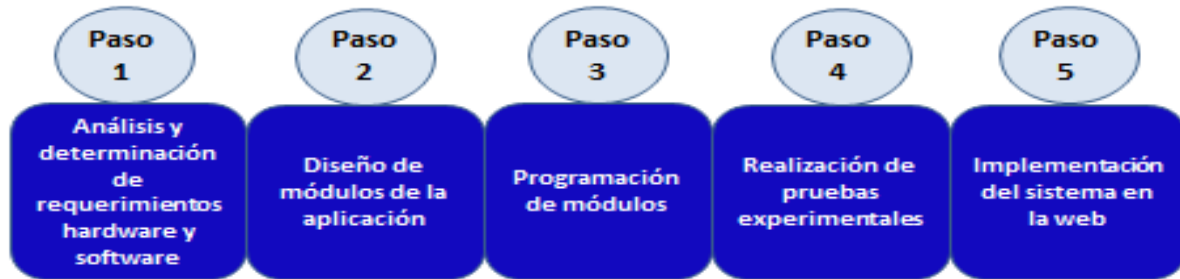 Paso
1
Análisis y
determinación
de
requerimientos
hardware y
software
Paso
2
Diseño de
módulos de la
aplicación
Paso
3
Programación
de módulos
Paso
4
Realización de
pruebas
experimentales
Paso
5
Implementación
del sistema en
la web